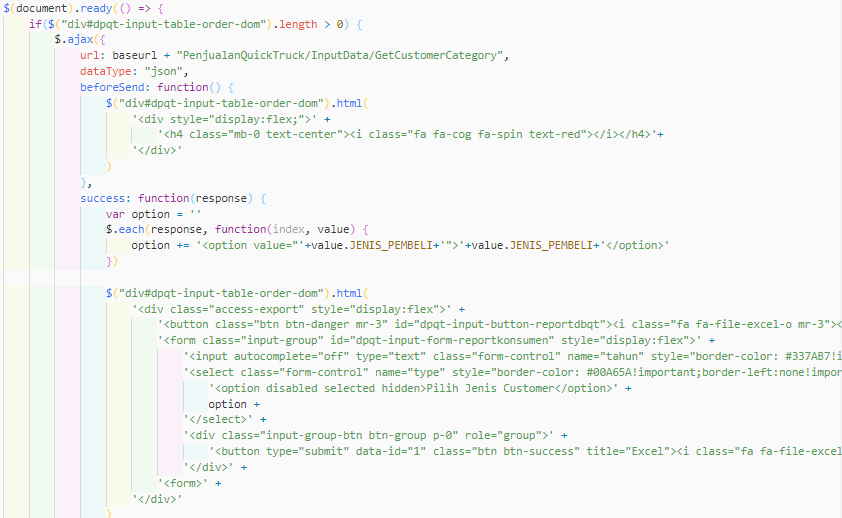 $(document).ready(() => {
if($("div#dpqt-input-table-order-dom").length > 0) {
$.ajax({
url: baseurl + "PenjualanQuickTruck/InputData/GetCustomerCategory",
dataType: "json",
beforeSend: function() {
$("div#dpqt-input-table-order-dom").html(
'<div style="display:flex;">' +
'<h4 class="mb-0 text-center"><i class="fa fa-cog fa-spin text-red"></i></h4>'+
'</div>'
)
},
success: function(response) {
var option = ''
$.each(response, function(index, value) {
option += '<option value="'+value.JENIS_PEMBELI+'">'+value.JENIS_PEMBELI+'</option>'
})
$("div#dpqt-input-table-order-dom").html(
'<div class="access-export" style="display:flex">' +
'<button class="btn btn-danger mr-3" id="dpqt-input-button-reportdbqt"><i class="fa fa-file-excel-o mr-3"><
'<form class="input-group" id="dpqt-input-form-reportkonsumen" style="display:flex">' +
'<input autocomplete="off" type="text" class="form-control" name="tahun" style="border-color: #337AB7!i
'<select class="form-control" name="type" style="border-color: #00A65A!important;border-left:none!impor
'<option disabled selected hidden>Pilih Jenis Customer</option>' +
option +
'</select>' +
'<div class="input-group-btn btn-group p-0" role="group">' +
'<button type="submit" data-id="1" class="btn btn-success" title="Excel"><i class="fa fa-file-excel
'</div>' +
'<form>' +
'</div>'
)